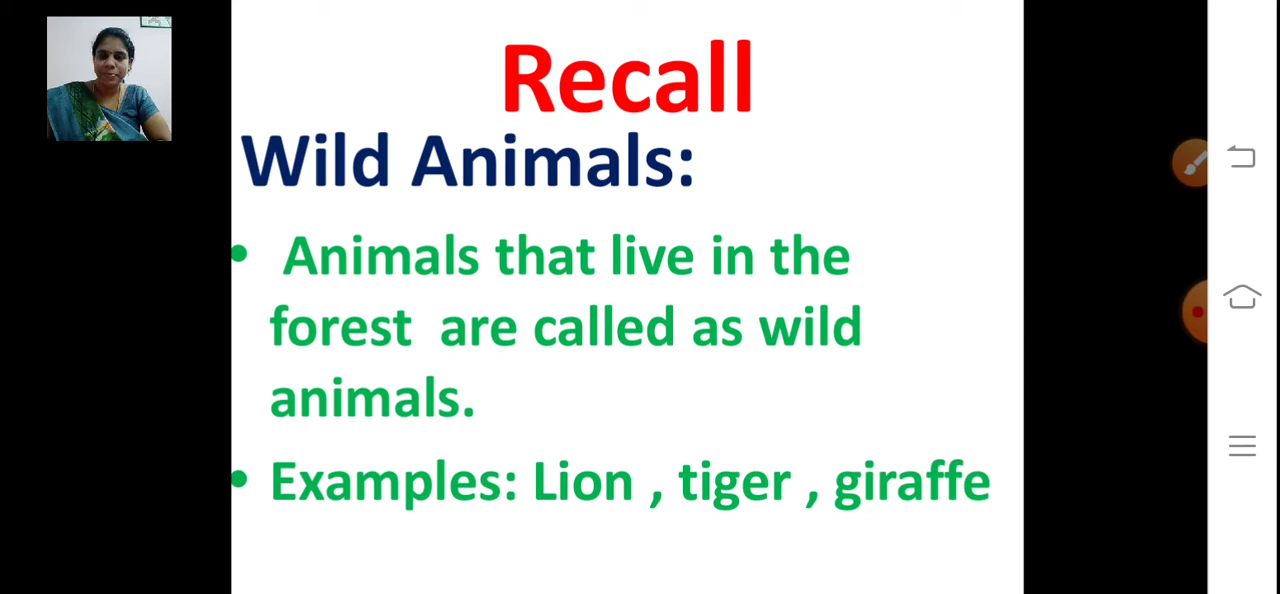 Recall
Wild Animals:
• Animals that live in the
forest are called as wild
animals.
• Examples: Lion , tiger , giraffe